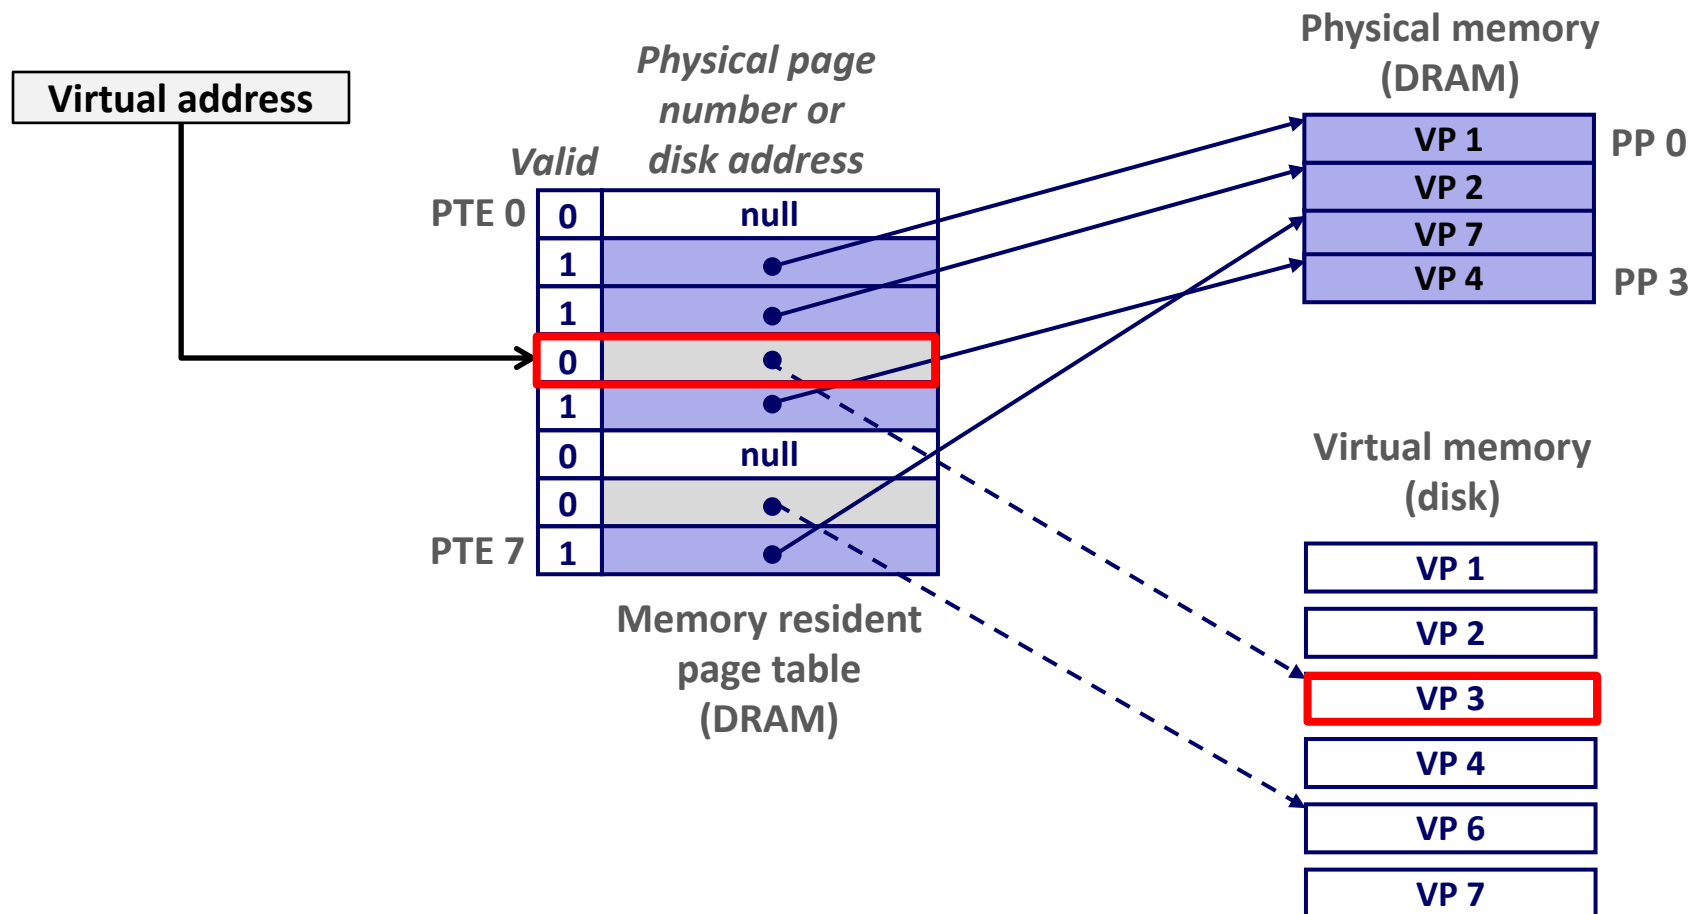 Virtual address
Physical page
number or
disk address
Valid
PTE 0
0
null
1
1
0
1
0
null
0
PTE 7
1
Memory resident
page table
(DRAM)
Physical memory
(DRAM)
VP 1
PP 0
VP 2
VP 7
VP 4
PP 3
Virtual memory
(disk)
VP 1
VP 2
VP 3
VP 4
VP 6
VP 7